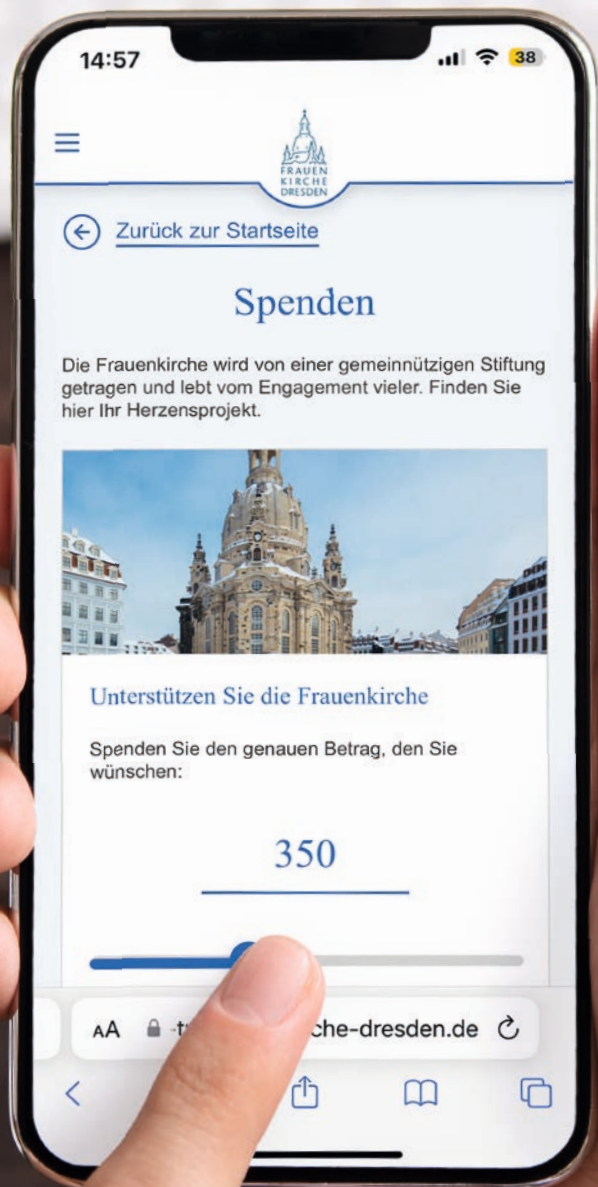 14:57
38
FRAUEN
KIRCHE
DRESDEN
Zurück zur Startseite
Spenden
Die Frauenkirche wird von einer gemeinnützigen Stiftung
getragen und lebt vom Engagement vieler. Finden Sie
hier Ihr Herzensprojekt.
Unterstützen Sie die Frauenkirche
Spenden Sie den genauen Betrag, den Sie
wünschen:
350
AA che-dresden.de